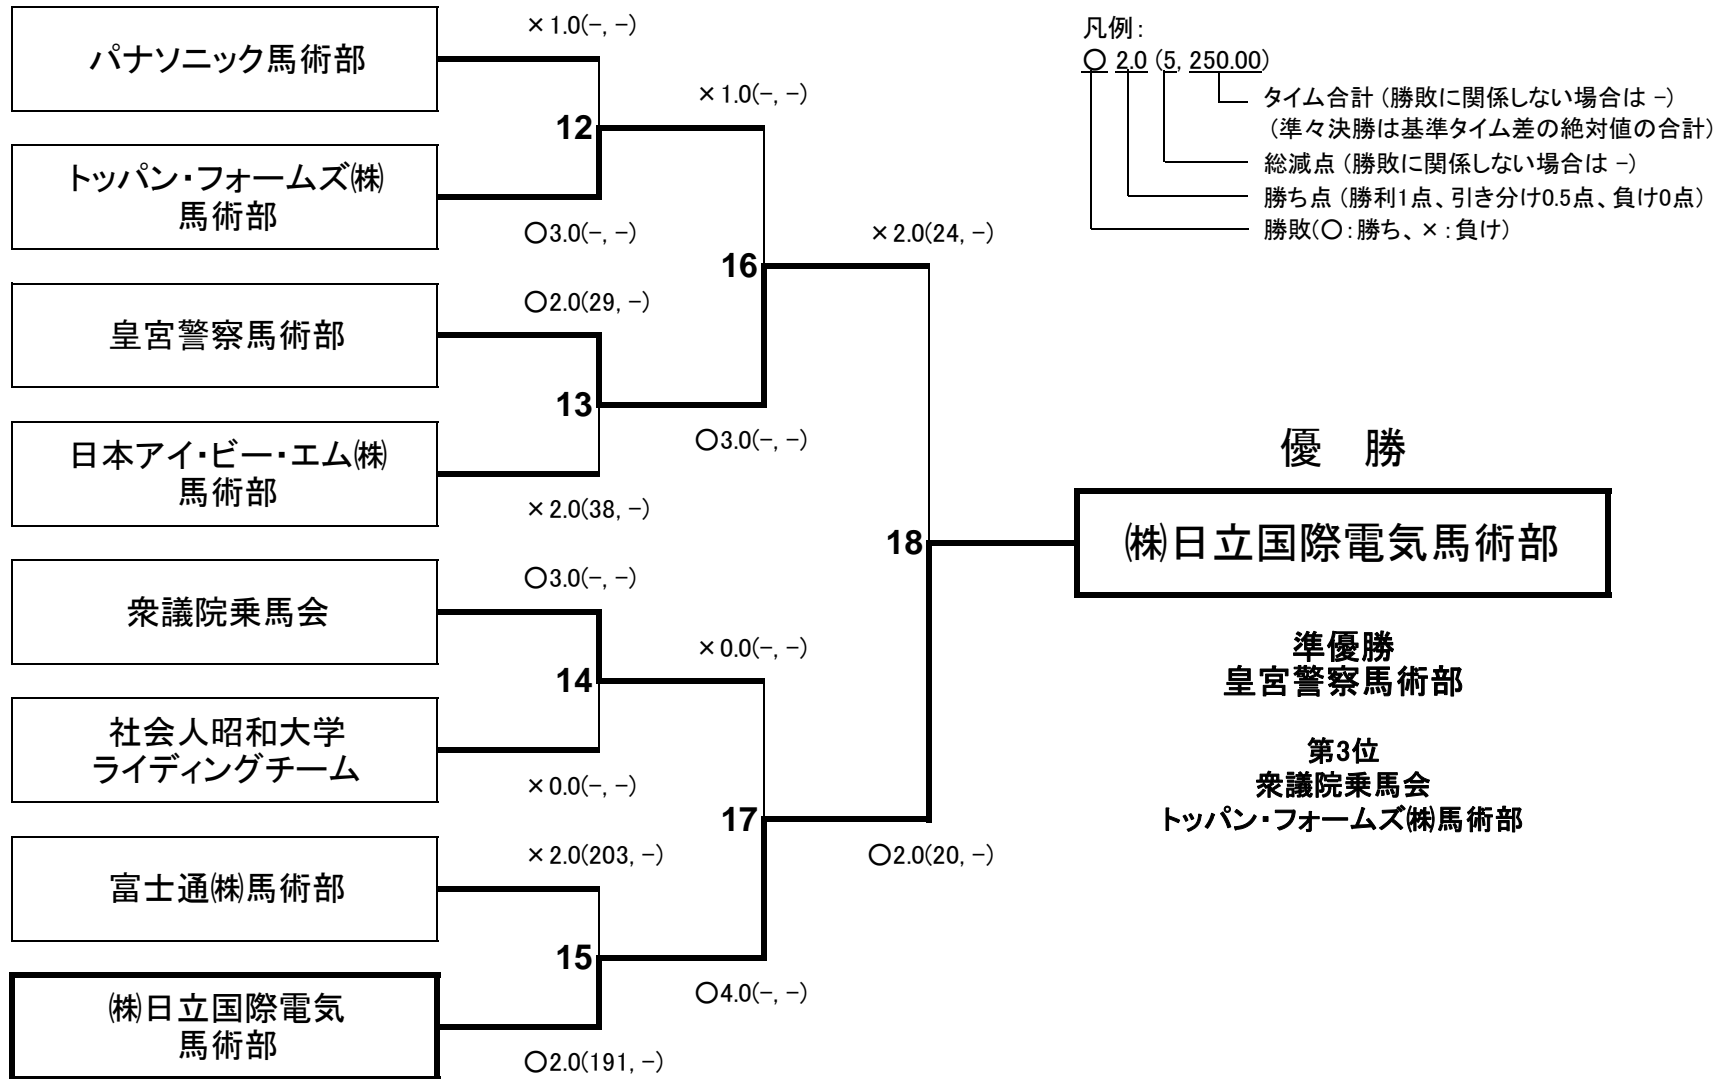 ×1.0(-, -)
パナソニック馬術部
12
×1.0(-, -)
トッパン・フォームズ㈱
馬術部
○3.0(-, -)
16
×2.0(24, -)
○2.0(29, -)
皇宮警察馬術部
13
○3.0(-, -)
日本アイ・ビー・エム㈱
馬術部
×2.0(38, -)
18
○3.0(-, -)
衆議院乗馬会
14
×0.0(-, -)
社会人昭和大学
ライディングチーム
×0.0(-, -)
17
○2.0(20, -)
×2.0(203, -)
富士通㈱馬術部
15
○4.0(-, -)
㈱日立国際電気
馬術部
○2.0(191, -)
凡例:
○ 2.0 (5, 250.00)
タイム合計 (勝敗に関係しない場合は -)
(準々決勝は基準タイム差の絶対値の合計)
総減点 (勝敗に関係しない場合は -)
勝ち点 (勝利1点、引き分け0.5点、負け0点)
勝敗(○:勝ち、×:負け)
優 勝
㈱日立国際電気馬術部
準優勝
皇宮警察馬術部
第3位
衆議院乗馬会
トッパン・フォームズ㈱馬術部